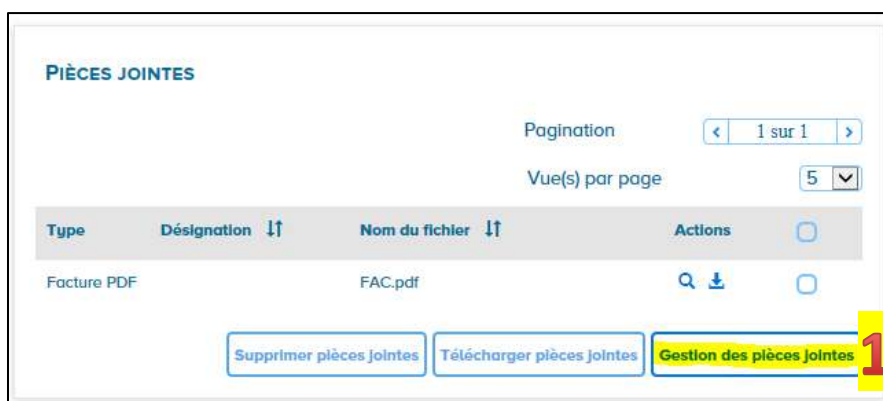 PIÈCES JOINTES
Pagination 1 sur 1
Vue(s) par page 5
Type Désignation Nom du fichier Actions
Facture PDF FAC.pdf
Supprimer pièces jointes Télécharger pièces jointes Gestion des pièces jointes 1